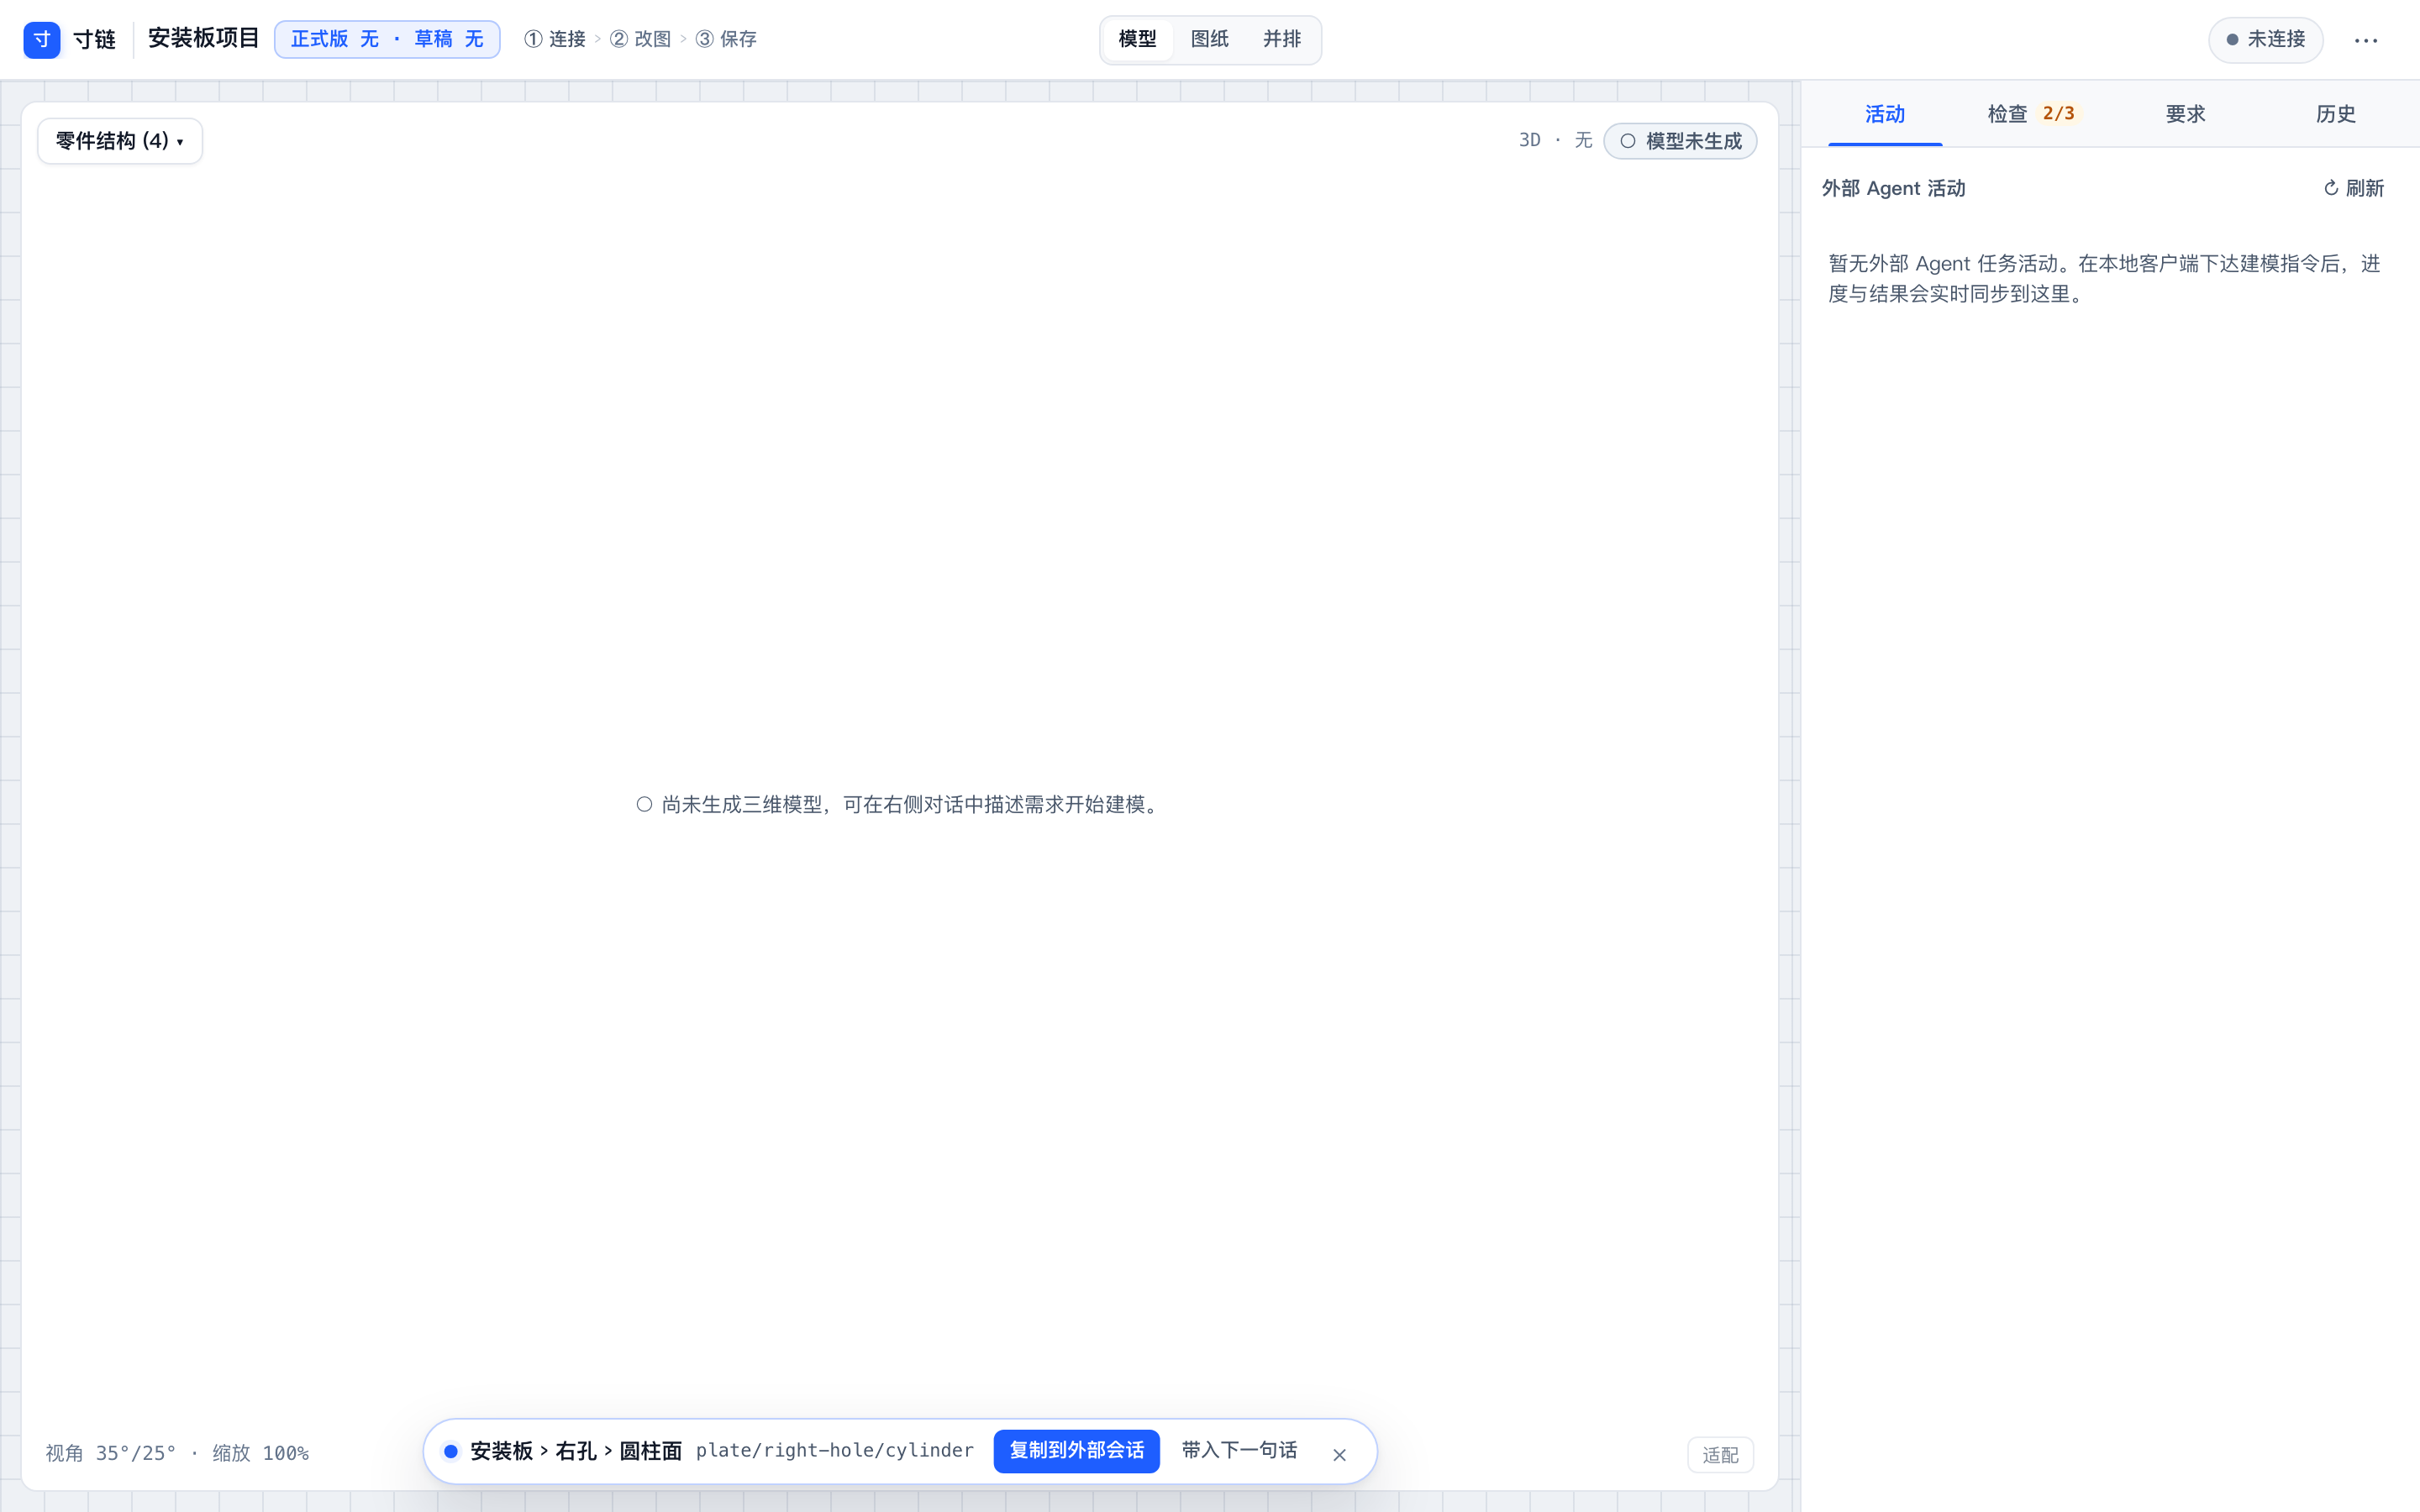 寸 寸链 安装板项目 正式版 无 · 草稿 无 ① 连接 › ② 改图 › ③ 保存 模型 图纸 并排 未连接 ···
零件结构 (4) ▾ 3D · 无 模型未生成
活动 检查 2/3 要求 历史
外部 Agent 活动 ↻ 刷新
暂无外部 Agent 任务活动。在本地客户端下达建模指令后，进
度与结果会实时同步到这里。
尚未生成三维模型，可在右侧对话中描述需求开始建模。
视角 35°/25° · 缩放 100% 安装板 › 右孔 › 圆柱面 plate/right-hole/cylinder 复制到外部会话 带入下一句话 × 适配